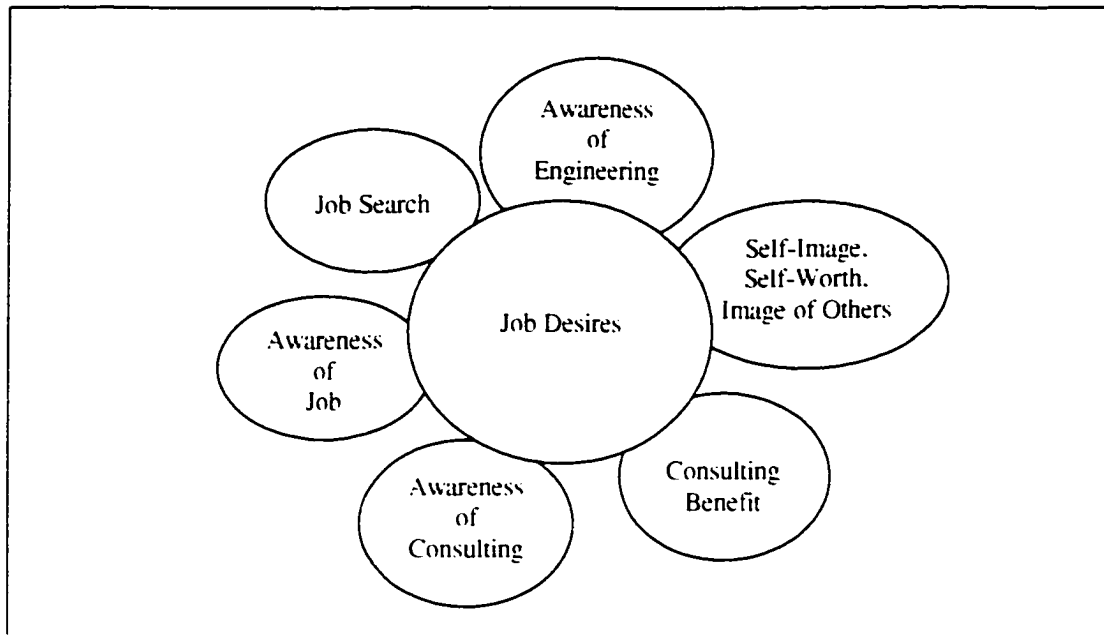 Awareness
of
Engineering
Job Search
Self-Image.
Self-Worth.
Image of Others
Job Desires
Awareness
of
Job
Consulting
Benefit
Awareness
of
Consulting